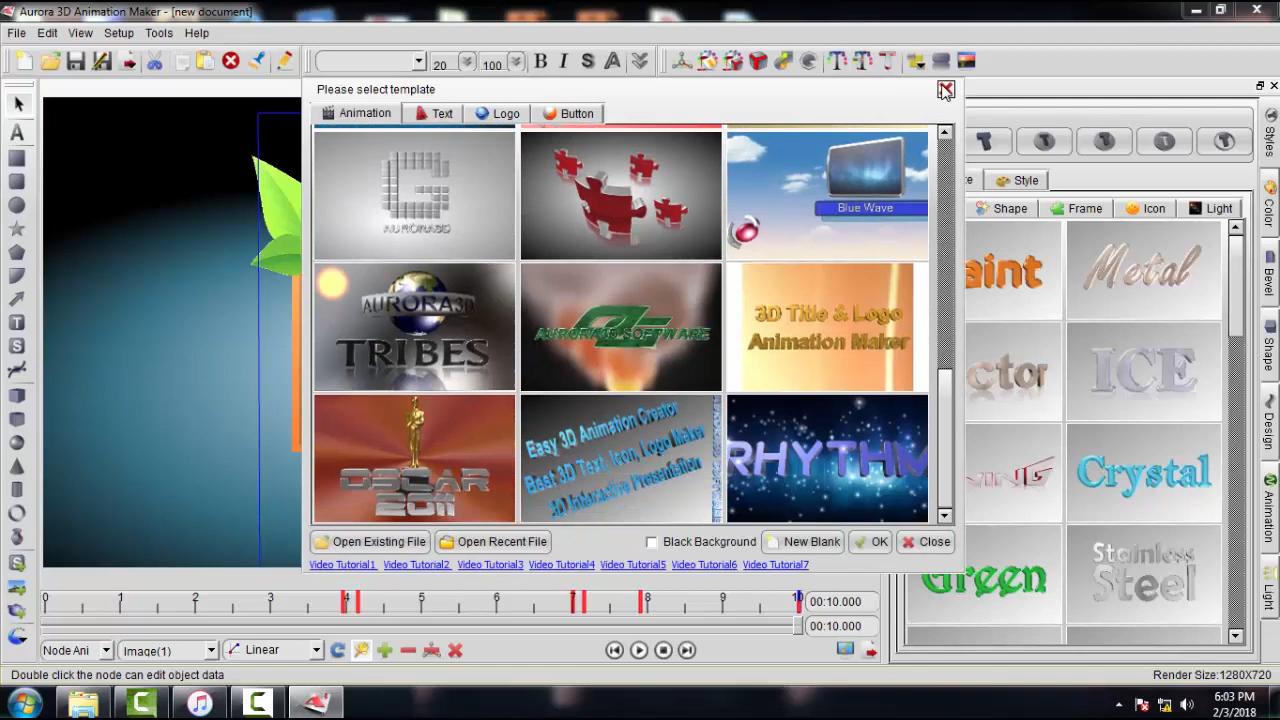 Aurora 3D Animation Maker - [new document]
File Edit View Setup Tools Help
20 100 B I S A
Please select template
Animation Text Logo Button
AURORA3D
Blue Wave
AURORA3D
TRIBES
AURORA3D SOFTWARE
3D Title & Logo
Animation Maker
OSCAR
2011
Easy 3D Animation Creator
Best 3D Text, Icon, Logo Maker
3D Interactive Presentation
RHYTHM
Open Existing File Open Recent File Black Background New Blank OK Close
Video Tutorial1 Video Tutorial2 Video Tutorial3 Video Tutorial4 Video Tutorial5 Video Tutorial6 Video Tutorial7
Style
Shape Frame Icon Light
aint Metal
ctor ICE
ING Crystal
Green Stainless
Steel
Styles
Color
Bevel
Shape
Design
Animation
Light
0 1 2 3 4 5 6 7 8 9 10 00:10.000
00:10.000
Node Ani Image(1) Linear
Double click the node can edit object data Render Size:1280X720
6:03 PM
2/3/2018